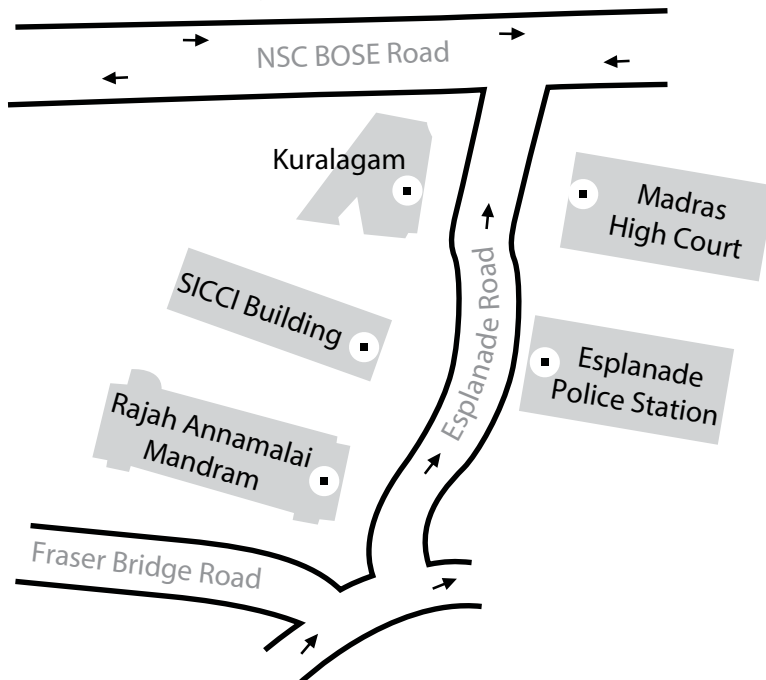 NSC BOSE Road
Kuralagam
Madras
High Court
SICCI Building
Esplanade Road
Esplanade
Police Station
Rajah Annamalai
Mandram
Fraser Bridge Road